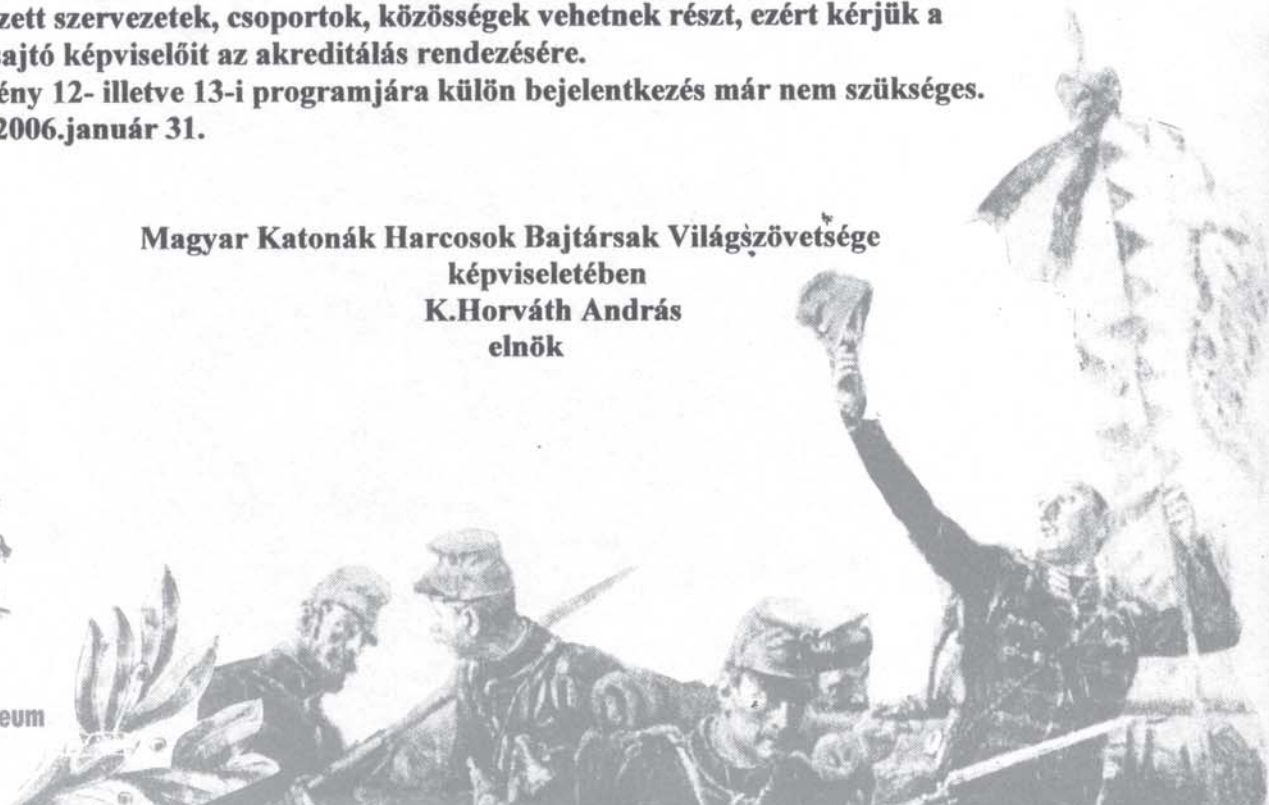 zett szervezetek, csoportok, közösségek vehetnek részt, ezért kérjük a
sajtó képviselőit az akreditálás rendezésére.
ény 12- illetve 13-i programjára külön bejelentkezés már nem szükséges.
2006.január 31.
Magyar Katonák Harcosok Bajtársak Világszövetsége
képviseletében
K.Horváth András
elnök
eum